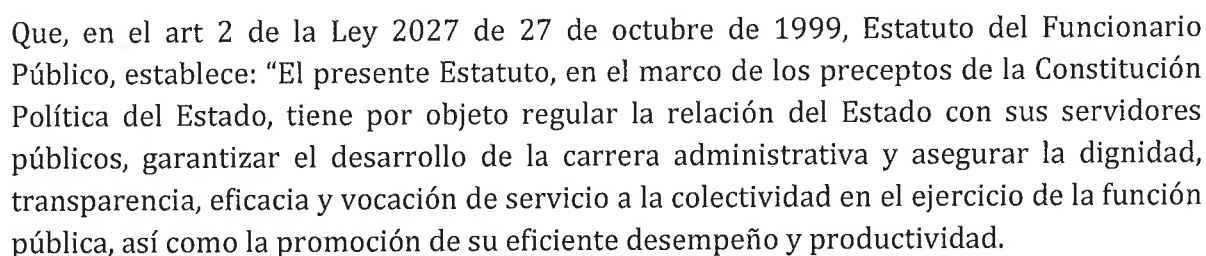 Que, en el art 2 de la Ley 2027 de 27 de octubre de 1999, Estatuto del Funcionario
Público, establece: “El presente Estatuto, en el marco de los preceptos de la Constitución
Política del Estado, tiene por objeto regular la relación del Estado con sus servidores
públicos, garantizar el desarrollo de la carrera administrativa y asegurar la dignidad,
transparencia, eficacia y vocación de servicio a la colectividad en el ejercicio de la función
pública, así como la promoción de su eficiente desempeño y productividad.